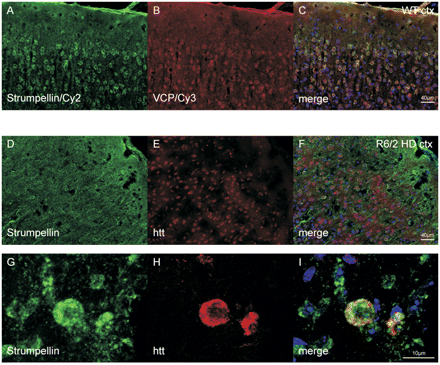 A
B
C
WT ctx
Strumpellin/Cy2
VCP/Cy3
merge
40µm
D
E
F
R6/2 HD ctx
Strumpellin
htt
merge
40µm
G
H
I
Strumpellin
htt
merge
10µm